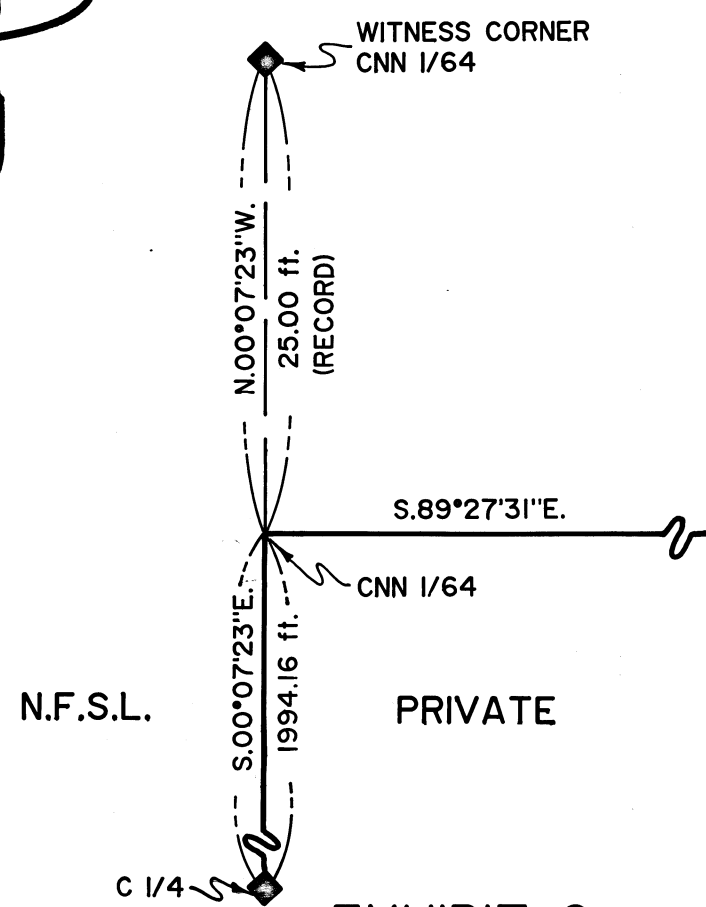 WITNESS CORNER
CNN 1/64
N.00°07'23"W.
25.00 ft.
(RECORD)
S.89°27'31"E.
CNN 1/64
S.00°07'23"E.
1994.16 ft.
N.F.S.L.
PRIVATE
C 1/4